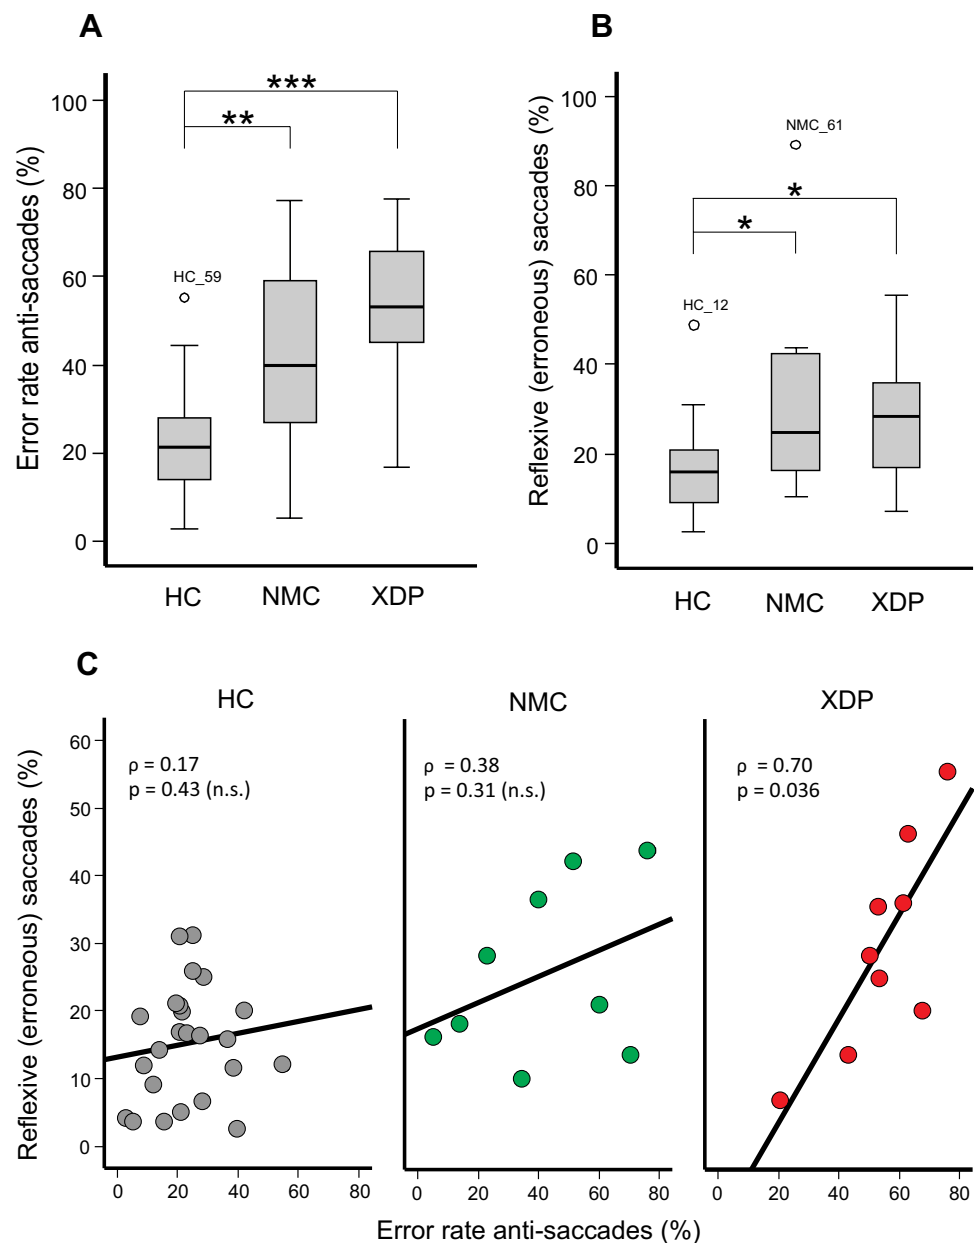 A
Error rate anti-saccades (%)
100
80
60
40
20
0
***
**
HC_59
HC
NMC
XDP
B
Reflexive (erroneous) saccades (%)
100
80
60
40
20
0
NMC_61
*
*
HC_12
HC
NMC
XDP
C
Reflexive (erroneous) saccades (%)
60
50
40
30
20
10
0
HC
ρ = 0.17
p = 0.43 (n.s.)
0 20 40 60 80
NMC
ρ = 0.38
p = 0.31 (n.s.)
0 20 40 60 80
XDP
ρ = 0.70
p = 0.036
0 20 40 60 80
Error rate anti-saccades (%)